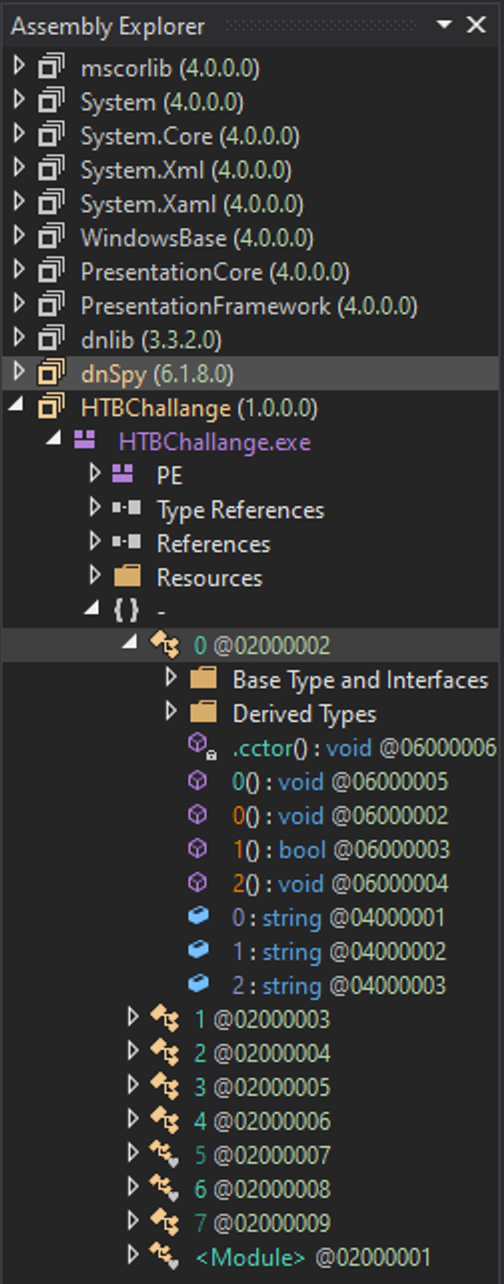 Assembly Explorer
mscorlib (4.0.0.0)
System (4.0.0.0)
System.Core (4.0.0.0)
System.Xml (4.0.0.0)
System.Xaml (4.0.0.0)
WindowsBase (4.0.0.0)
PresentationCore (4.0.0.0)
PresentationFramework (4.0.0.0)
dnlib (3.3.2.0)
dnSpy (6.1.8.0)
HTBChallange (1.0.0.0)
HTBChallange.exe
PE
Type References
References
Resources
{ } -
0 @02000002
Base Type and Interfaces
Derived Types
.cctor() : void @06000006
0() : void @06000005
0() : void @06000002
1() : bool @06000003
2() : void @06000004
0 : string @04000001
1 : string @04000002
2 : string @04000003
1 @02000003
2 @02000004
3 @02000005
4 @02000006
5 @02000007
6 @02000008
7 @02000009
<Module> @02000001